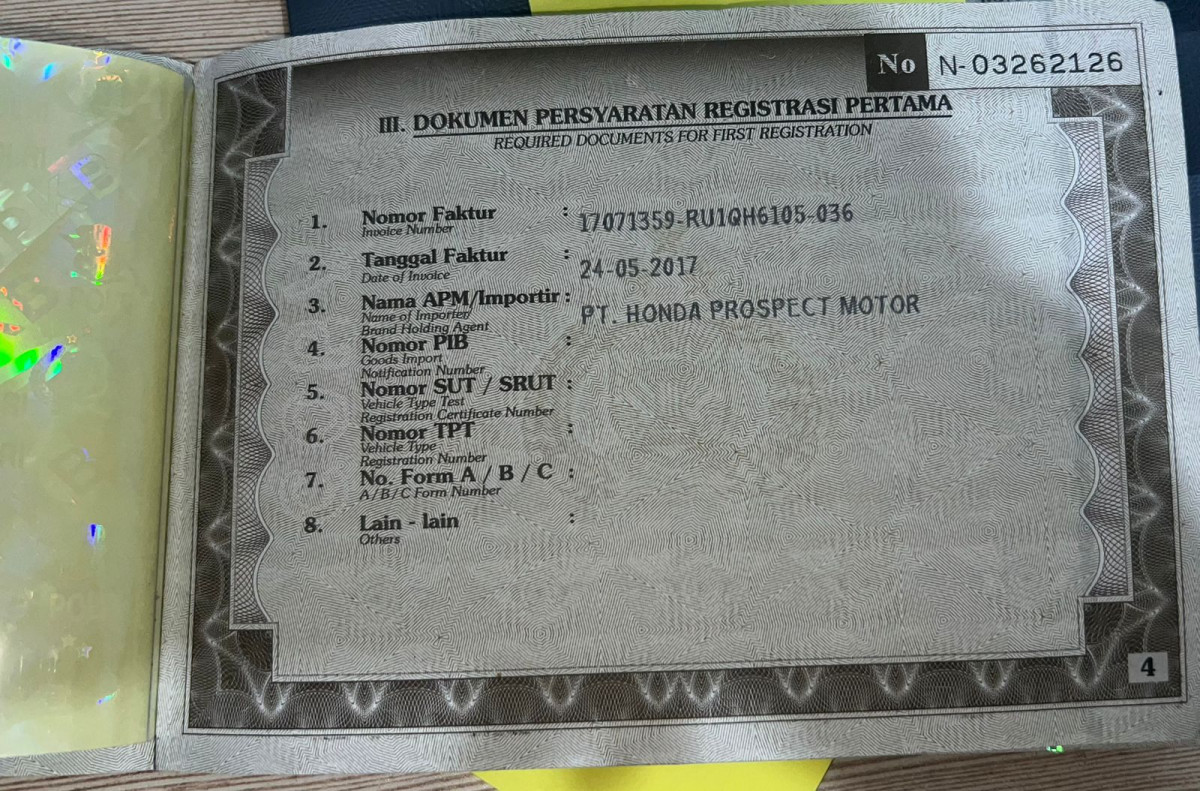 No N-03262126
III. DOKUMEN PERSYARATAN REGISTRASI PERTAMA
REQUIRED DOCUMENTS FOR FIRST REGISTRATION
1. Nomor Faktur : 17071359-RU1QH6105-036
Invoice Number
2. Tanggal Faktur : 24-05-2017
Date of Invoice
3. Nama APM/Importir : PT. HONDA PROSPECT MOTOR
Name of Importer/
Brand Holding Agent
4. Nomor PIB :
Goods Import
Notification Number
5. Nomor SUT / SRUT :
Vehicle Type Test
Registration Certificate Number
6. Nomor TPT :
Vehicle Type
Registration Number
7. No. Form A / B / C :
A / B / C Form Number
8. Lain - lain :
Others
4